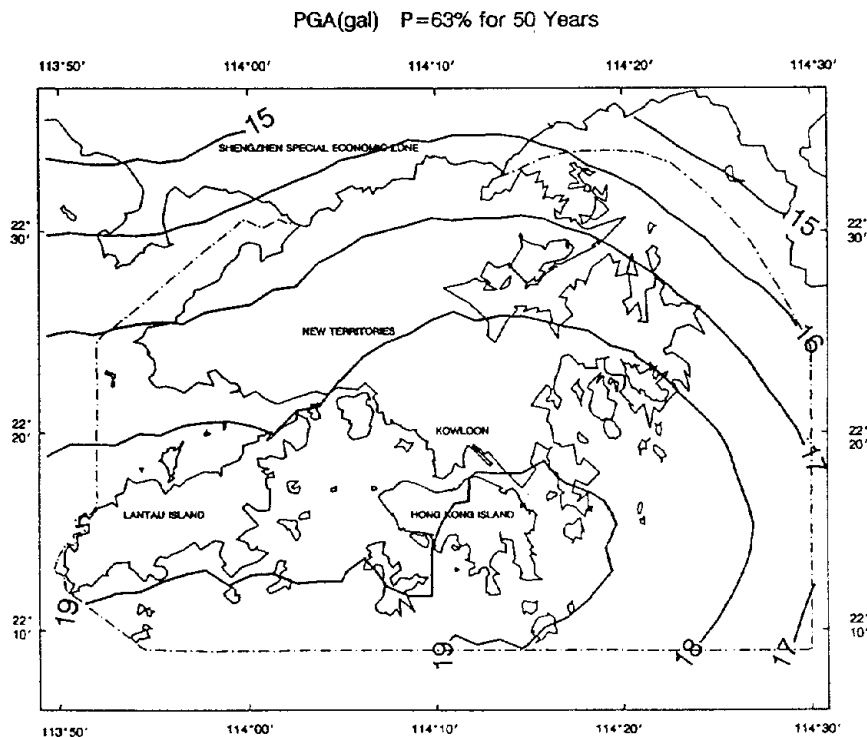 PGA(gal) P=63% for 50 Years
113°50' 114°00' 114°10' 114°20' 114°30'
15
SHENGZHEN SPECIAL ECONOMIC ZONE
15
22° 30'
22° 30'
16
NEW TERRITORIES
22° 20'
KOWLOON
17
22° 20'
LANTAU ISLAND
HONG KONG ISLAND
19
22° 10'
19
18
17
22° 10'
113°50' 114°00' 114°10' 114°20' 114°30'